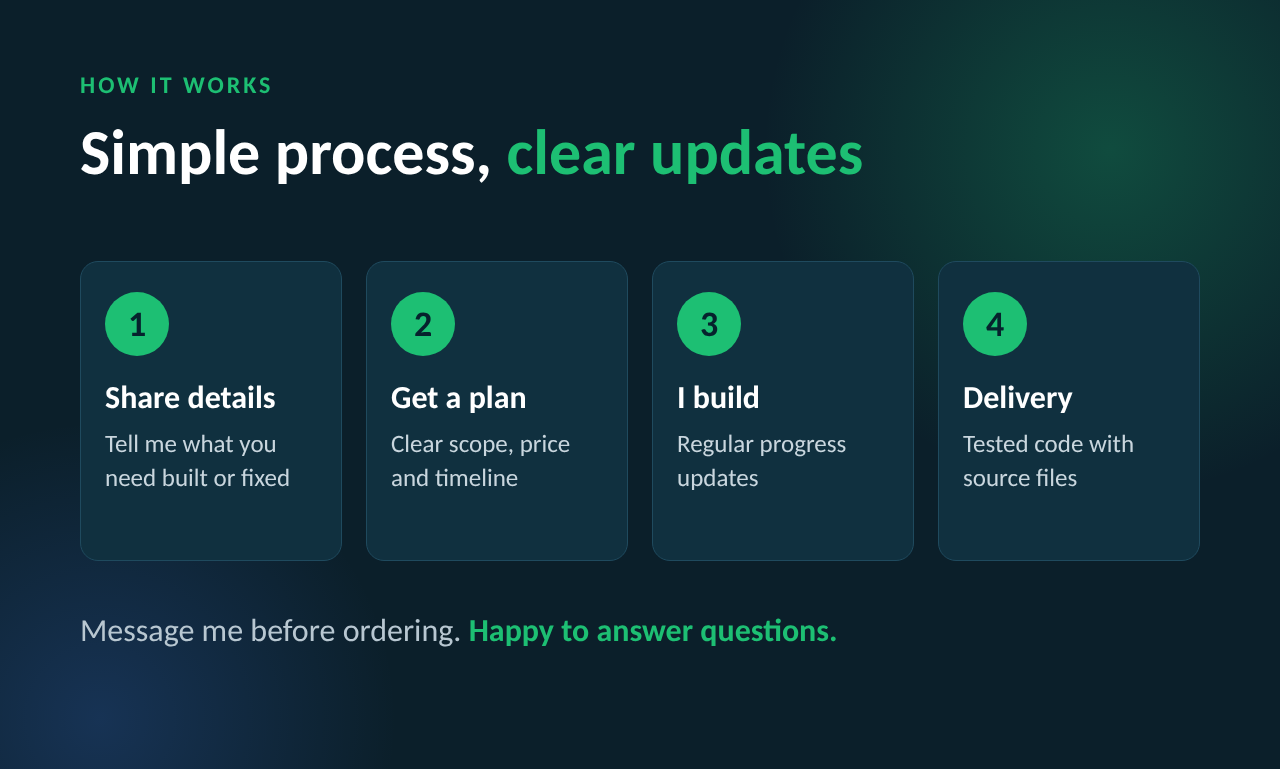 HOW IT WORKS
Simple process, clear updates
1
Share details
Tell me what you
need built or fixed
2
Get a plan
Clear scope, price
and timeline
3
I build
Regular progress
updates
4
Delivery
Tested code with
source files
Message me before ordering. Happy to answer questions.